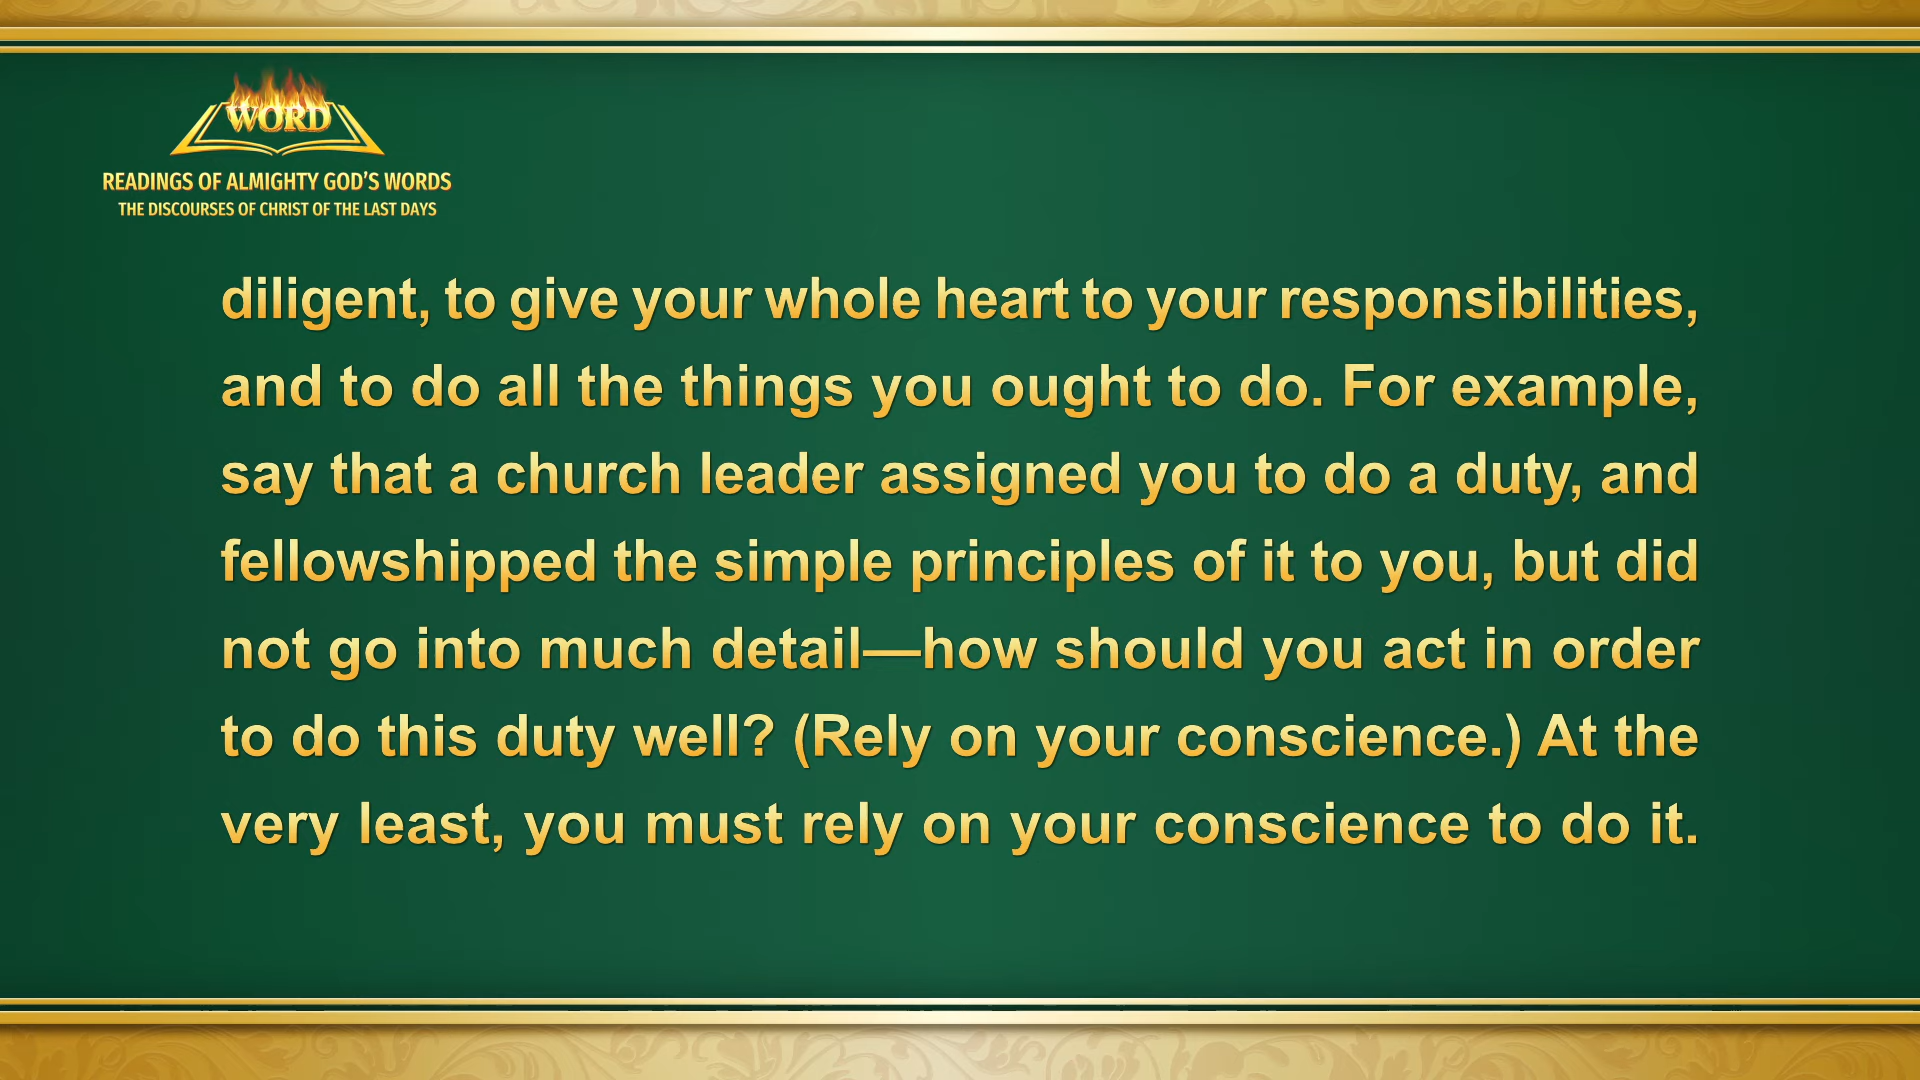 WORD
READINGS OF ALMIGHTY GOD'S WORDS
THE DISCOURSES OF CHRIST OF THE LAST DAYS
diligent, to give your whole heart to your responsibilities,
and to do all the things you ought to do. For example,
say that a church leader assigned you to do a duty, and
fellowshipped the simple principles of it to you, but did
not go into much detail—how should you act in order
to do this duty well? (Rely on your conscience.) At the
very least, you must rely on your conscience to do it.